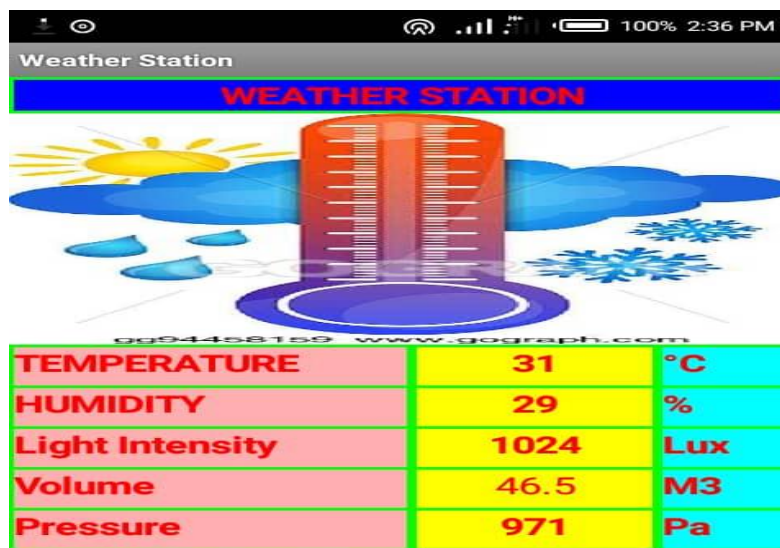 100% 2:36 PM
Weather Station
WEATHER STATION
gg94458159 www.gograph.com
TEMPERATURE 31 °C
HUMIDITY 29 %
Light Intensity 1024 Lux
Volume 46.5 M3
Pressure 971 Pa